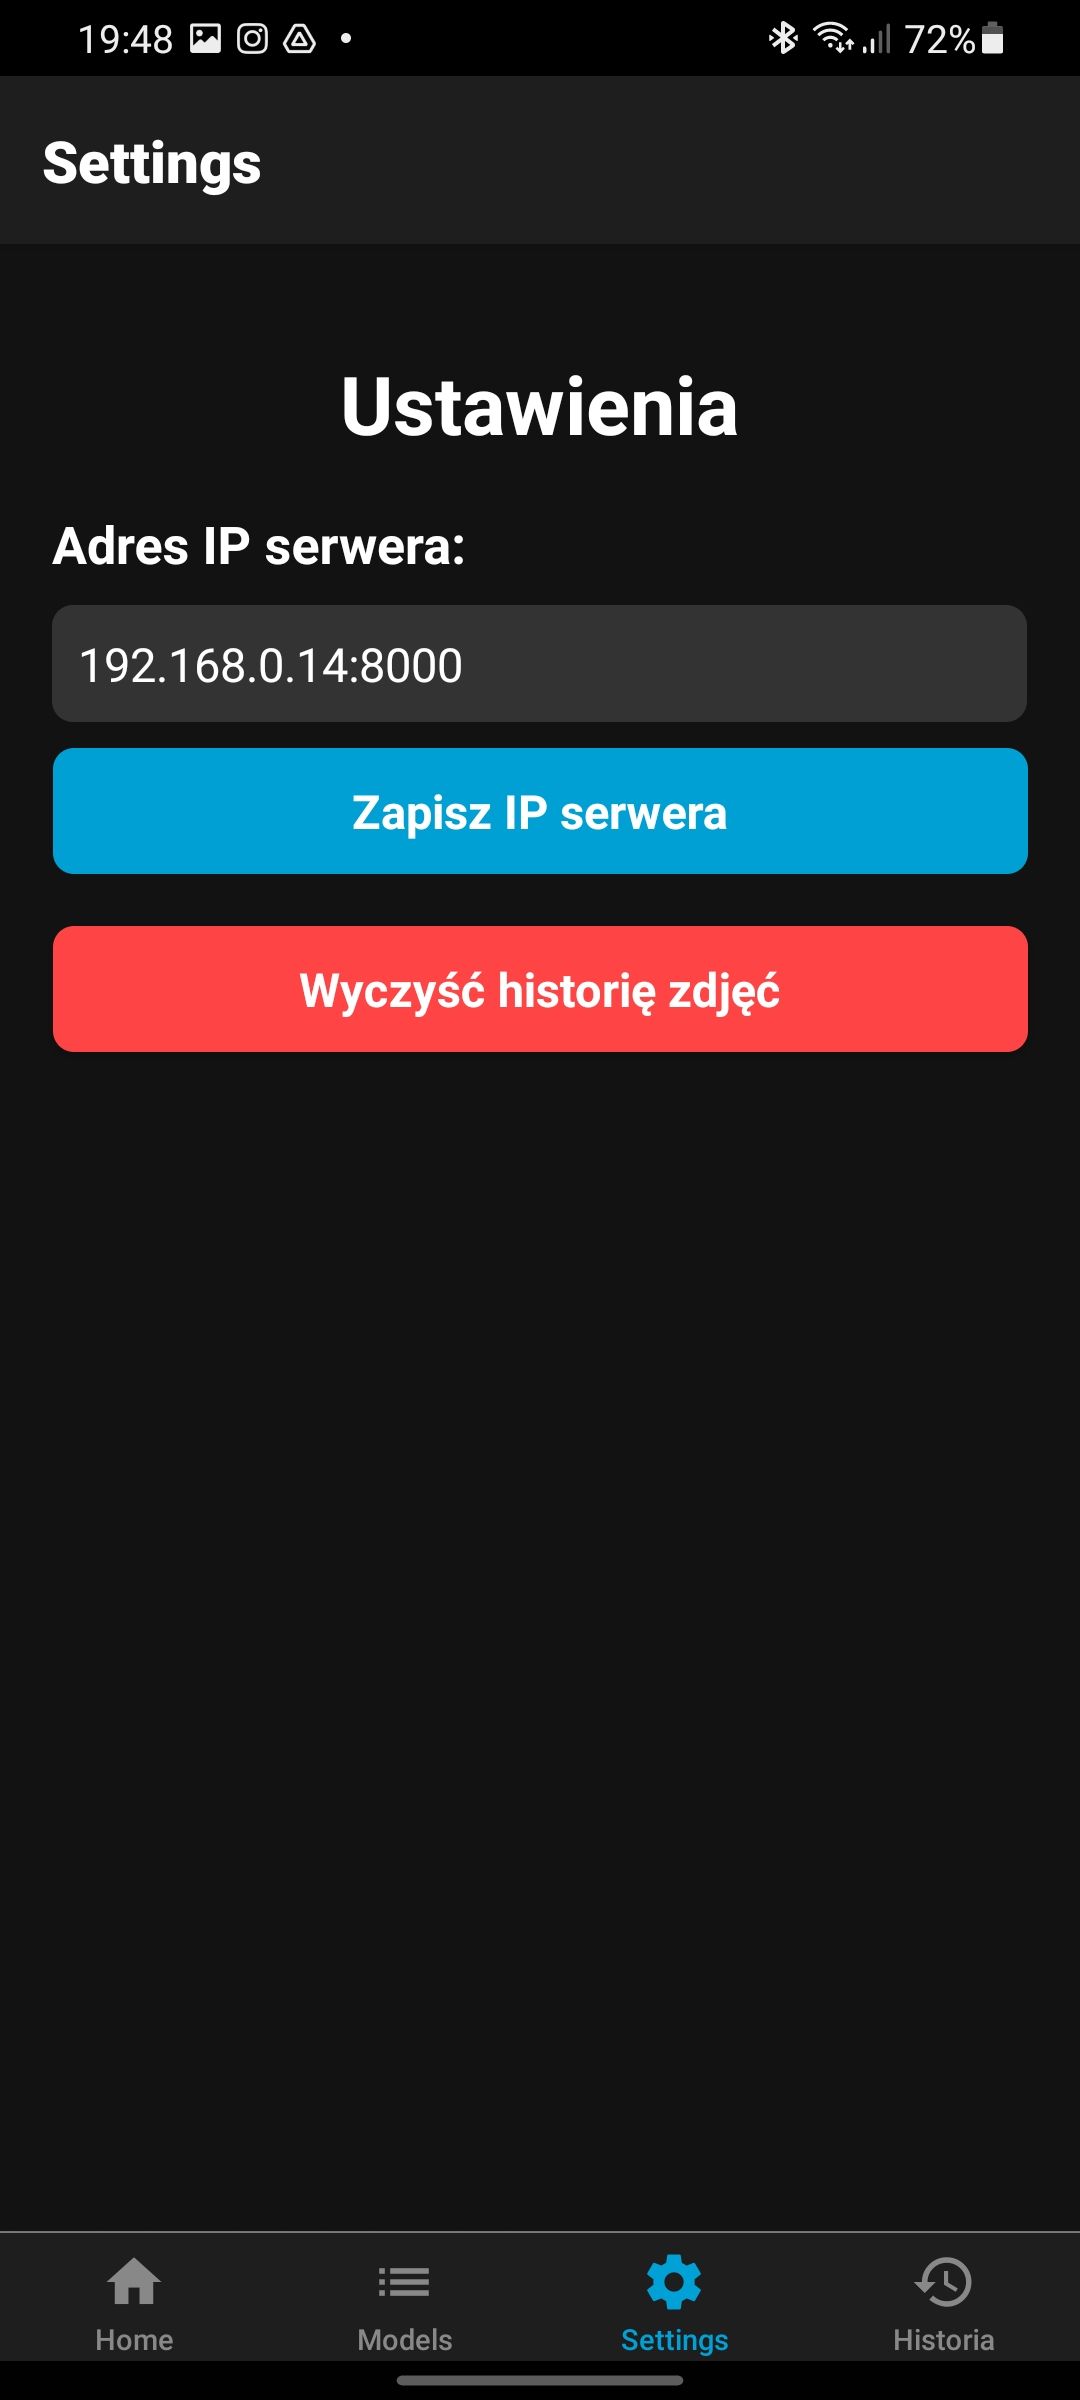 19:48
72%
Settings
Ustawienia
Adres IP serwera:
192.168.0.14:8000
Zapisz IP serwera
Wyczyść historię zdjęć
Home
Models
Settings
Historia